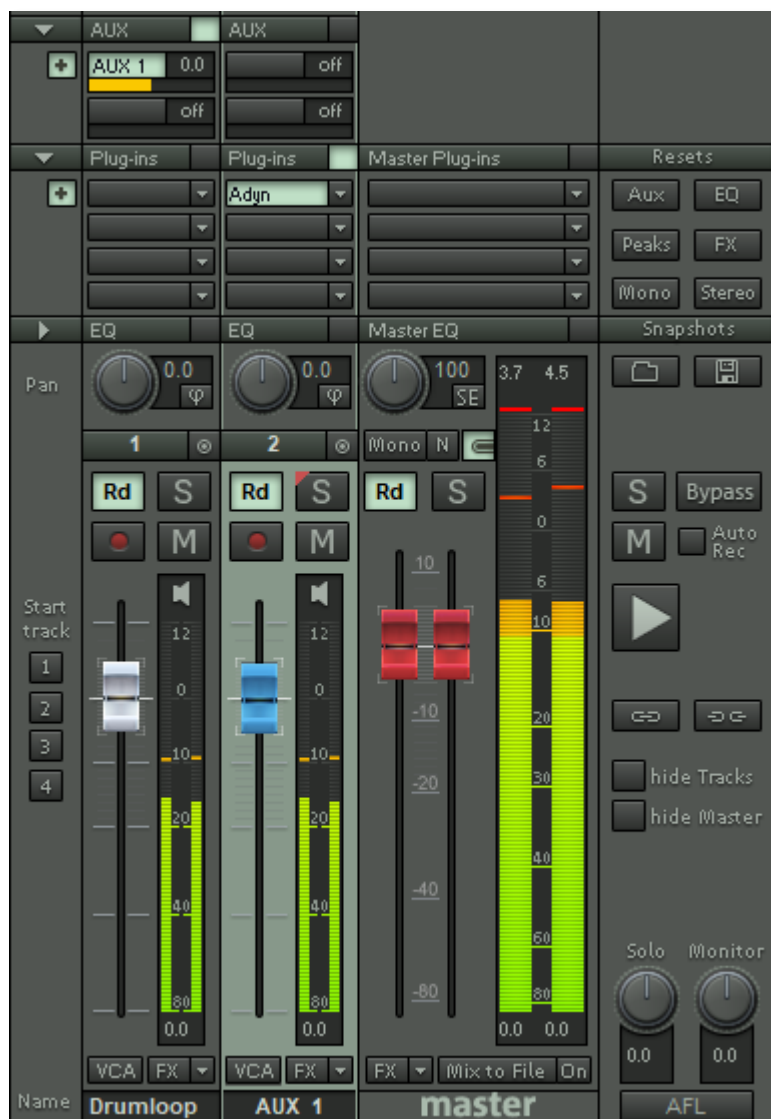 AUX AUX
AUX 1 0.0 off
off off
Plug-ins Plug-ins Master Plug-ins Resets
Adyn Aux EQ
Peaks FX
Mono Stereo
EQ EQ Master EQ Snapshots
Pan 0.0 φ 0.0 φ 100 SE 3.7 4.5
1 2 Mono N 12
6
Rd S Rd S Rd S S Bypass
0
M M M Auto Rec
10 6
Start track 12 12 10
1 0 0
2 -10 20
3 10 10
4 20 20 -20 30 hide Tracks
hide Master
40 40 -40 40
60 Solo Monitor
80 80 -80 80
0.0 0.0 0.0 0.0 0.0 0.0
VCA FX VCA FX FX Mix to File On
Name Drumloop AUX 1 master AFL